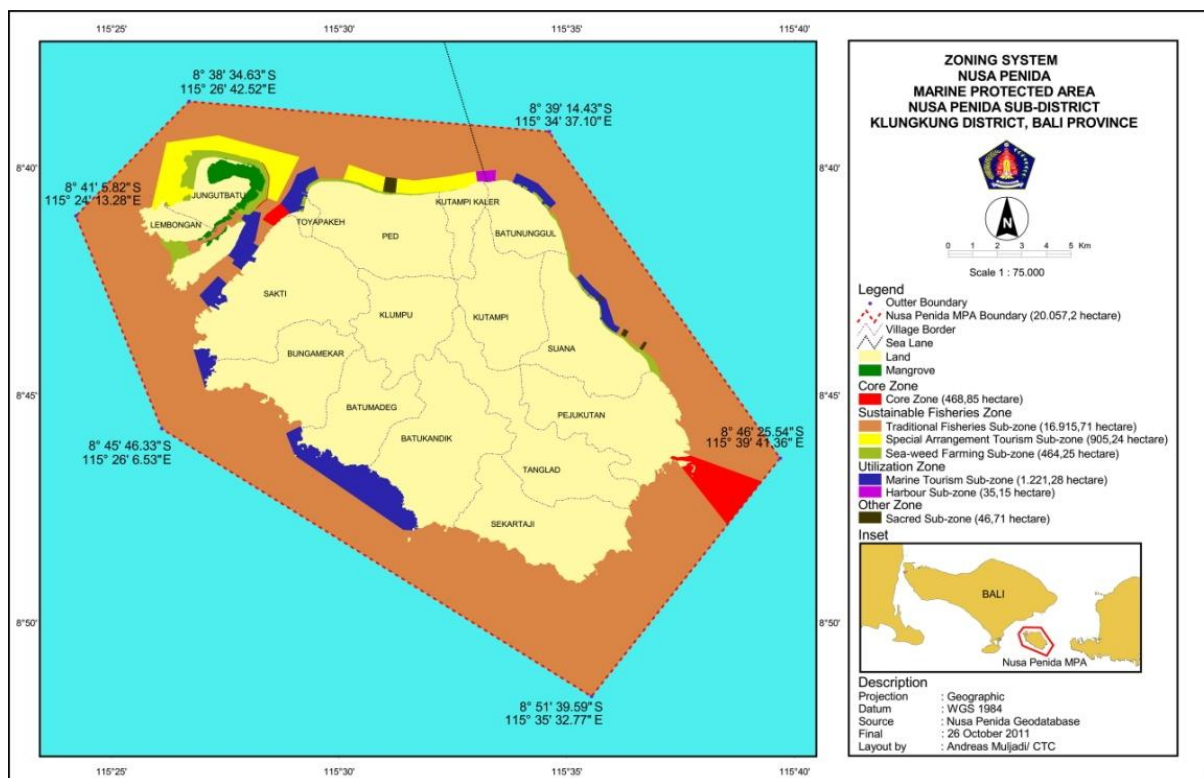 115°25'
115°30'
115°35'
115°40'
8° 38' 34.63" S
115° 26' 42.52" E
8° 39' 14.43" S
115° 34' 37.10" E
8°40'
8°40'
8° 41' 5.82" S
115° 24' 13.28" E
JUNGUTBATU
LEMBONGAN
TOYAPAKEH
PED
KUTAMPI KALER
BATUNUNGGUL
SAKTI
KLUMPU
KUTAMPI
SUANA
BUNGAMEKAR
8°45'
8°45'
BATUMADEG
PEJUKUTAN
BATUKANDIK
8° 45' 46.33" S
115° 26' 6.53" E
8° 46' 25.54" S
115° 39' 41.36" E
TANGLAD
SEKARTAJI
8°50'
8°50'
8° 51' 39.59" S
115° 35' 32.77" E
115°25'
115°30'
115°35'
115°40'
ZONING SYSTEM
NUSA PENIDA
MARINE PROTECTED AREA
NUSA PENIDA SUB-DISTRICT
KLUNGKUNG DISTRICT, BALI PROVINCE
N
0 1 2 3 4 5 Km
Scale 1 : 75.000
Legend
Outter Boundary
Nusa Penida MPA Boundary (20.057,2 hectare)
Village Border
Sea Lane
Land
Mangrove
Core Zone
Core Zone (468,85 hectare)
Sustainable Fisheries Zone
Traditional Fisheries Sub-zone (16.915,71 hectare)
Special Arrangement Tourism Sub-zone (905,24 hectare)
Sea-weed Farming Sub-zone (464,25 hectare)
Utilization Zone
Marine Tourism Sub-zone (1.221,28 hectare)
Harbour Sub-zone (35,15 hectare)
Other Zone
Sacred Sub-zone (46,71 hectare)
Inset
BALI
Nusa Penida MPA
Description
Projection : Geographic
Datum : WGS 1984
Source : Nusa Penida Geodatabase
Final : 26 October 2011
Layout by : Andreas Muljadi/ CTC